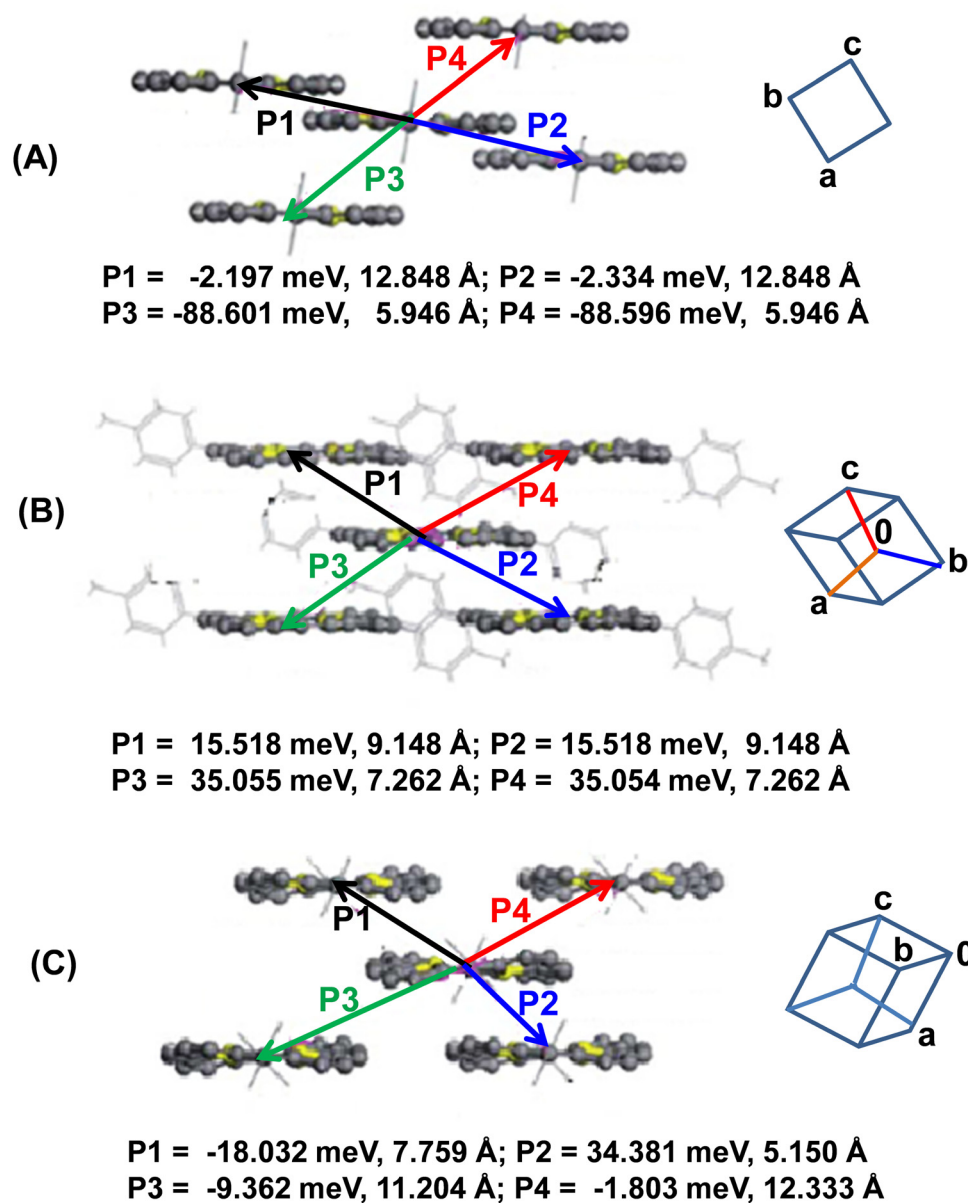 P4
c
P1
b
P2
(A)
P3
a
P1 = -2.197 meV, 12.848 Å; P2 = -2.334 meV, 12.848 Å
P3 = -88.601 meV, 5.946 Å; P4 = -88.596 meV, 5.946 Å
c
P1
P4
(B)
0
P3
P2
b
a
P1 = 15.518 meV, 9.148 Å; P2 = 15.518 meV, 9.148 Å
P3 = 35.055 meV, 7.262 Å; P4 = 35.054 meV, 7.262 Å
c
P1
P4
b
0
(C)
P3
P2
a
P1 = -18.032 meV, 7.759 Å; P2 = 34.381 meV, 5.150 Å
P3 = -9.362 meV, 11.204 Å; P4 = -1.803 meV, 12.333 Å